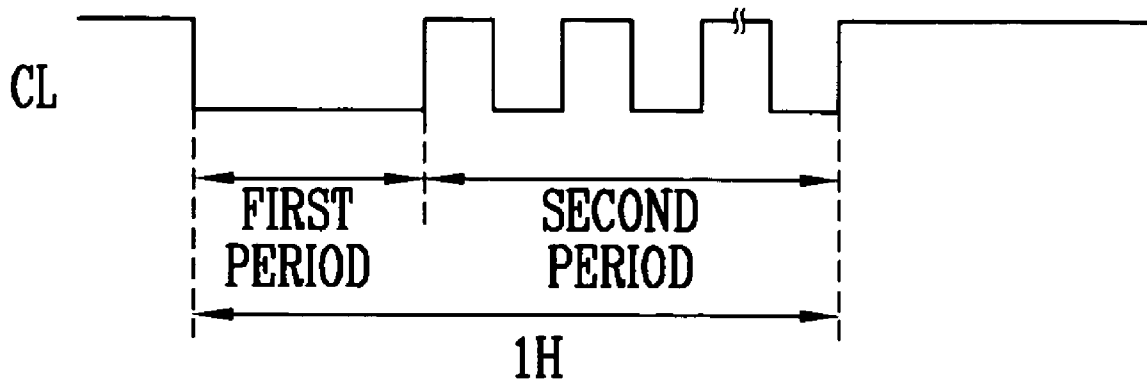 CL
FIRST
PERIOD
SECOND
PERIOD
1H